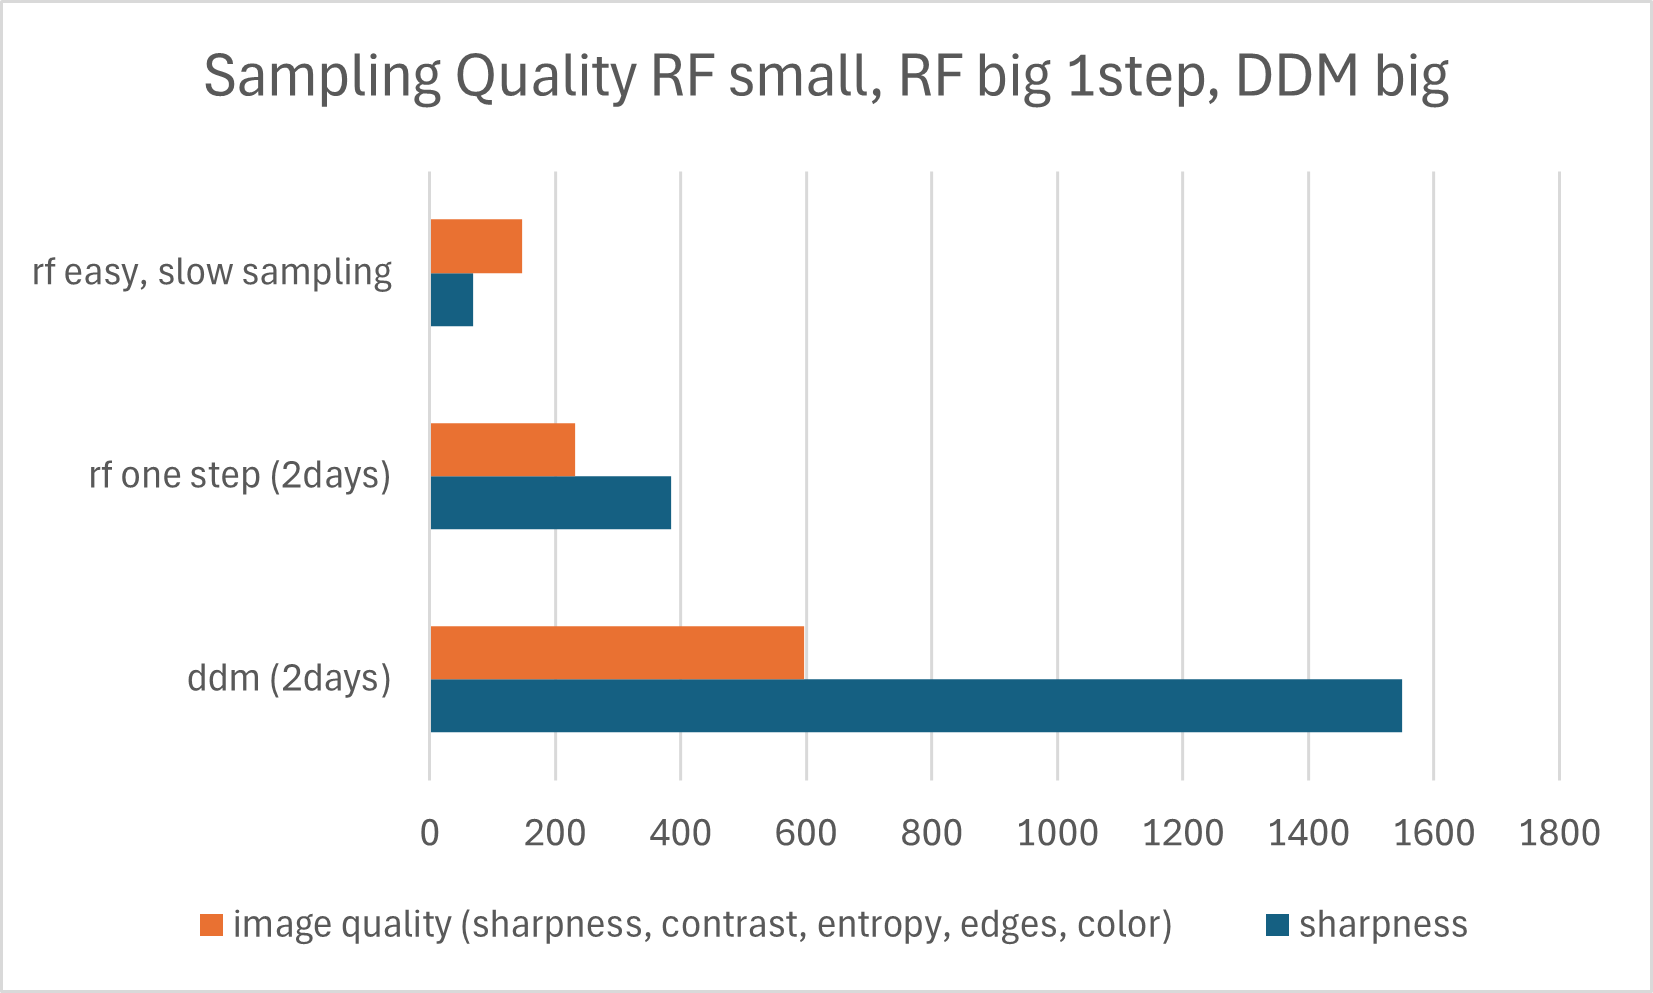 Sampling Quality RF small, RF big 1step, DDM big
rf easy, slow sampling
rf one step (2days)
ddm (2days)
0 200 400 600 800 1000 1200 1400 1600 1800
image quality (sharpness, contrast, entropy, edges, color) sharpness